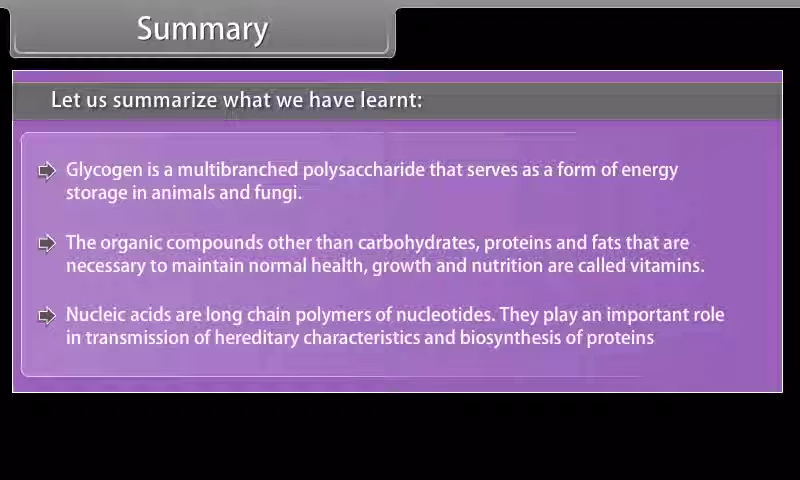 Summary
Let us summarize what we have learnt:
Glycogen is a multibranched polysaccharide that serves as a form of energy
storage in animals and fungi.
The organic compounds other than carbohydrates, proteins and fats that are
necessary to maintain normal health, growth and nutrition are called vitamins.
Nucleic acids are long chain polymers of nucleotides. They play an important role
in transmission of hereditary characteristics and biosynthesis of proteins